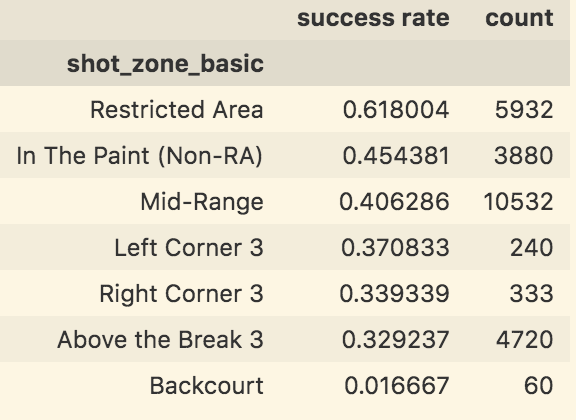 success rate count
shot_zone_basic
Restricted Area 0.618004 5932
In The Paint (Non-RA) 0.454381 3880
Mid-Range 0.406286 10532
Left Corner 3 0.370833 240
Right Corner 3 0.339339 333
Above the Break 3 0.329237 4720
Backcourt 0.016667 60